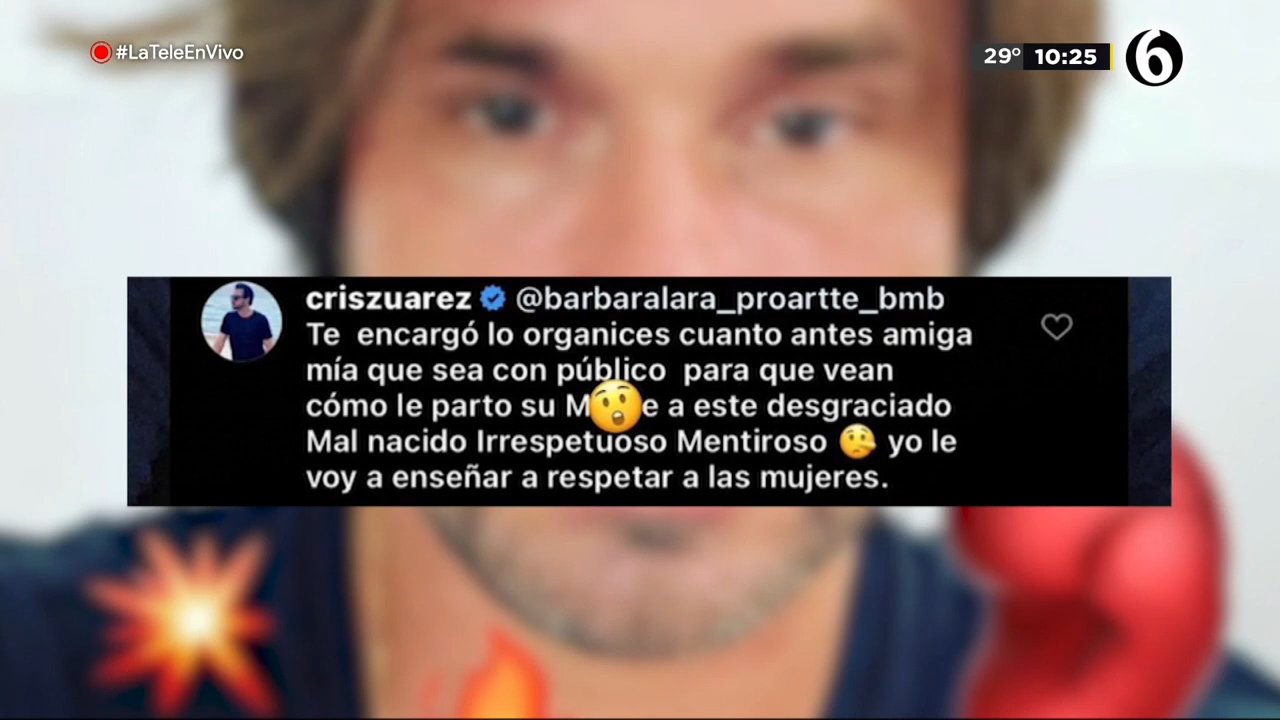 #LaTeleEnVivo
29° 10:25 6
criszuarez @barbaralara_proartte_bmb
Te encargó lo organices cuanto antes amiga
mía que sea con público para que vean
cómo le parto su M😲e a este desgraciado
Mal nacido Irrespetuoso Mentiroso 🤥 yo le
voy a enseñar a respetar a las mujeres.